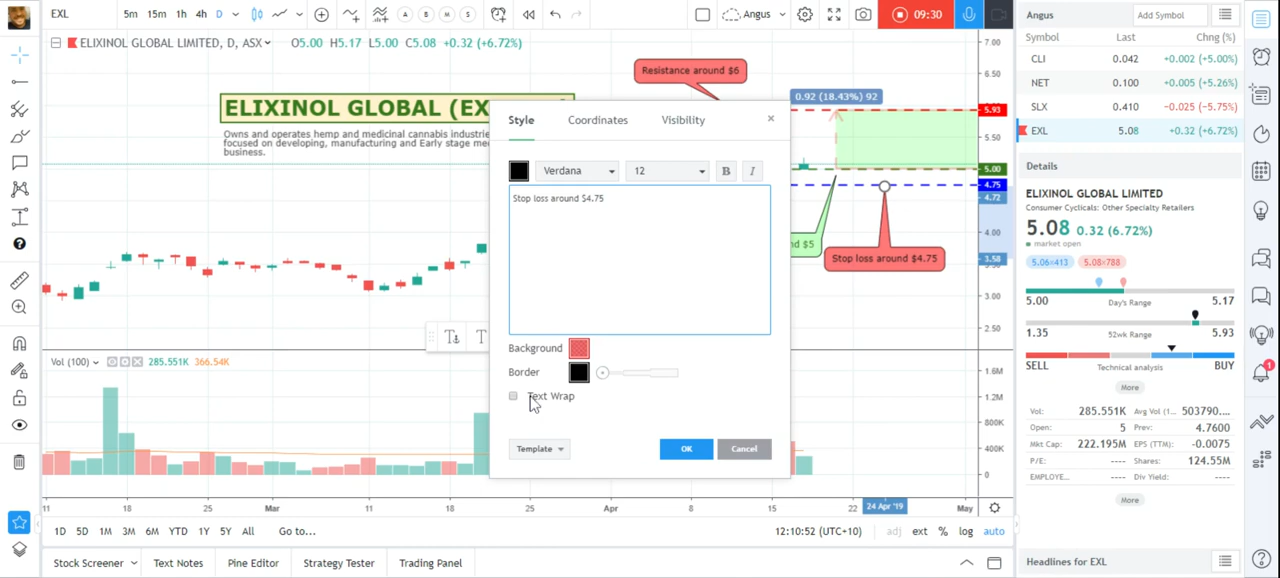 EXL
5m 15m 1h 4h D
A B M S
Angus
09:30
ELIXINOL GLOBAL LIMITED, D, ASX
O5.00 H5.17 L5.00 C5.08 +0.32 (+6.72%)
Resistance around $6
0.92 (18.43%) 92
ELIXINOL GLOBAL (EX
Owns and operates hemp and medicinal cannabis industrie
focused on developing, manufacturing and Early stage me
business.
Style
Coordinates
Visibility
Verdana
12
B
I
Stop loss around $4.75
nd $5
Stop loss around $4.75
Background
Border
Text Wrap
Template
OK
Cancel
Vol (100)
285.551K 366.54K
7.00
6.50
5.93
5.50
5.00
4.75
4.72
4.00
3.58
3.00
2.50
1.6M
1.2M
800K
400K
0
11 18 25 Mar 11 18 25 Apr 8 15 22 24 Apr '19 May
1D 5D 1M 3M 6M YTD 1Y 5Y All Go to...
12:10:52 (UTC+10) adj ext % log auto
Stock Screener
Text Notes
Pine Editor
Strategy Tester
Trading Panel
Angus
Add Symbol
Symbol Last Chng (%)
CLI 0.042 +0.002 (+5.00%)
NET 0.100 +0.005 (+5.26%)
SLX 0.410 -0.025 (-5.75%)
EXL 5.08 +0.32 (+6.72%)
Details
ELIXINOL GLOBAL LIMITED
Consumer Cyclicals: Other Specialty Retailers
5.08 0.32 (6.72%)
market open
5.06×413 5.08×788
5.00 Day's Range 5.17
1.35 52wk Range 5.93
SELL Technical analysis BUY
More
Vol: 285.551K Avg Vol (1... 503790....
Open: 5 Prev: 4.7600
Mkt Cap: 222.195M EPS (TTM): -0.0075
P/E: ---- Shares: 124.55M
EMPLOYE... ---- Div Yield: ----
More
Headlines for EXL
1